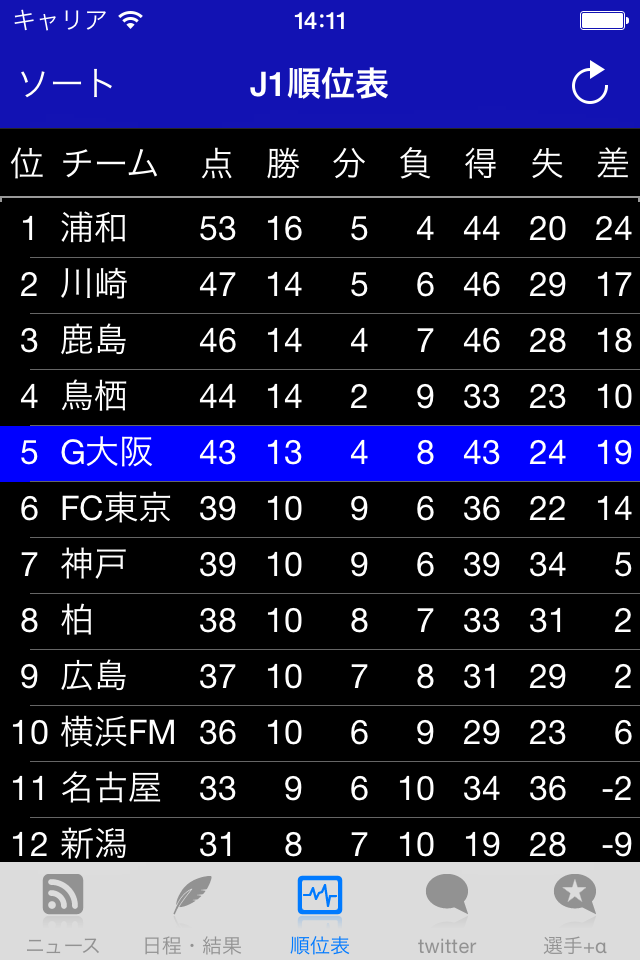 キャリア 14:11
ソート J1順位表
位 チーム 点 勝 分 負 得 失 差
1 浦和 53 16 5 4 44 20 24
2 川崎 47 14 5 6 46 29 17
3 鹿島 46 14 4 7 46 28 18
4 鳥栖 44 14 2 9 33 23 10
5 G大阪 43 13 4 8 43 24 19
6 FC東京 39 10 9 6 36 22 14
7 神戸 39 10 9 6 39 34 5
8 柏 38 10 8 7 33 31 2
9 広島 37 10 7 8 31 29 2
10 横浜FM 36 10 6 9 29 23 6
11 名古屋 33 9 6 10 34 36 -2
12 新潟 31 8 7 10 19 28 -9
ニュース 日程・結果 順位表 twitter 選手+α